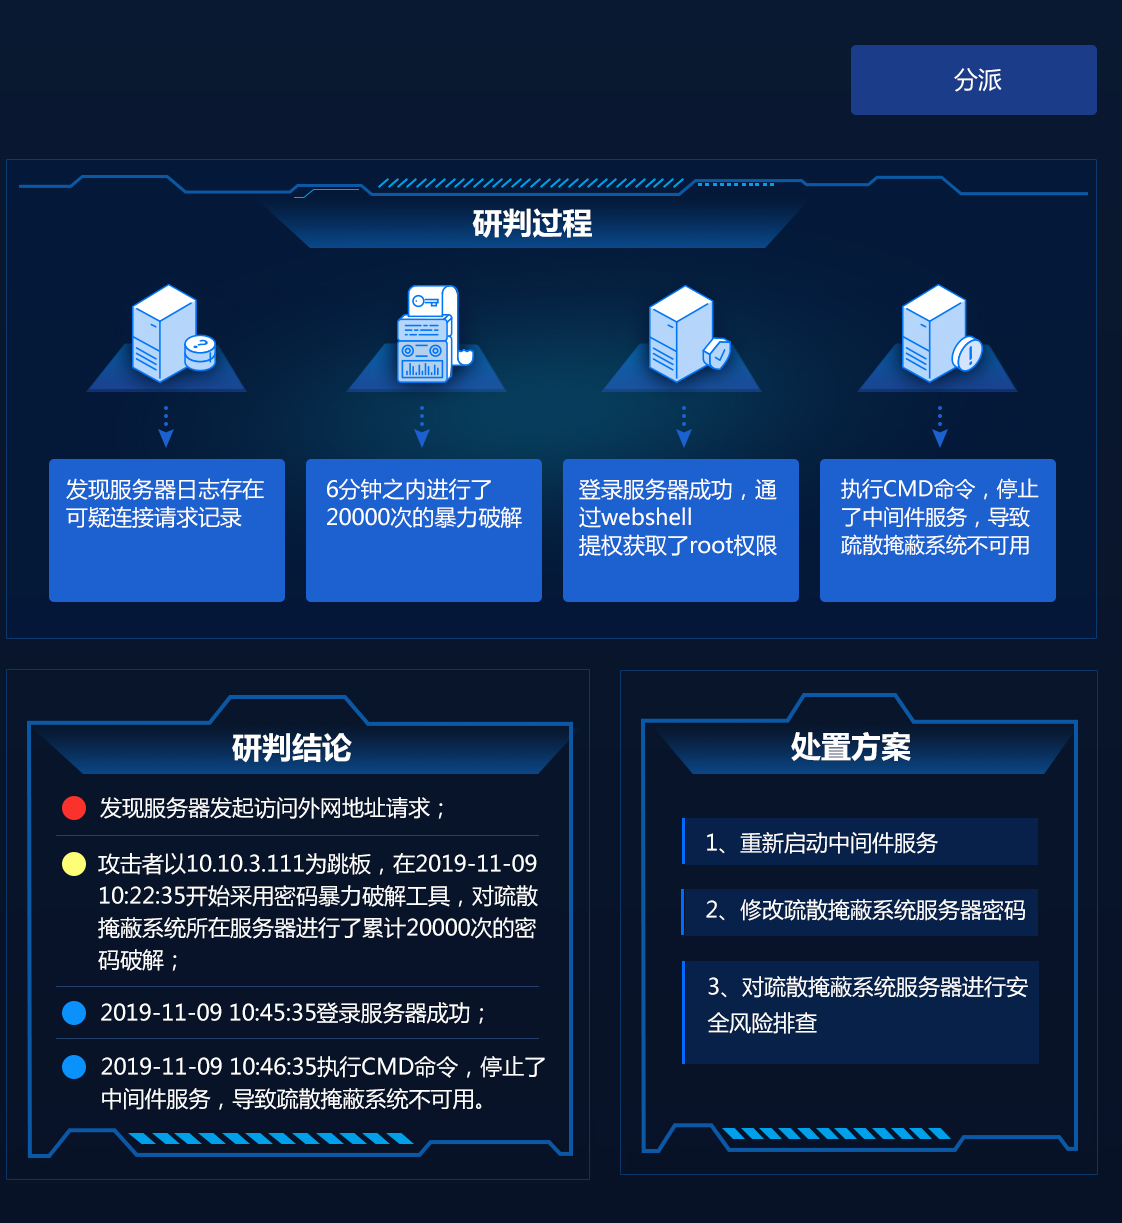 分派
研判过程
发现服务器日志存在
可疑连接请求记录
6分钟之内进行了
20000次的暴力破解
登录服务器成功，通
过webshell
提权获取了root权限
执行CMD命令，停止
了中间件服务，导致
疏散掩蔽系统不可用
研判结论
发现服务器发起访问外网地址请求；
攻击者以10.10.3.111为跳板，在2019-11-09
10:22:35开始采用密码暴力破解工具，对疏散
掩蔽系统所在服务器进行了累计20000次的密
码破解；
2019-11-09 10:45:35登录服务器成功；
2019-11-09 10:46:35执行CMD命令，停止了
中间件服务，导致疏散掩蔽系统不可用。
处置方案
1、重新启动中间件服务
2、修改疏散掩蔽系统服务器密码
3、对疏散掩蔽系统服务器进行安
全风险排查